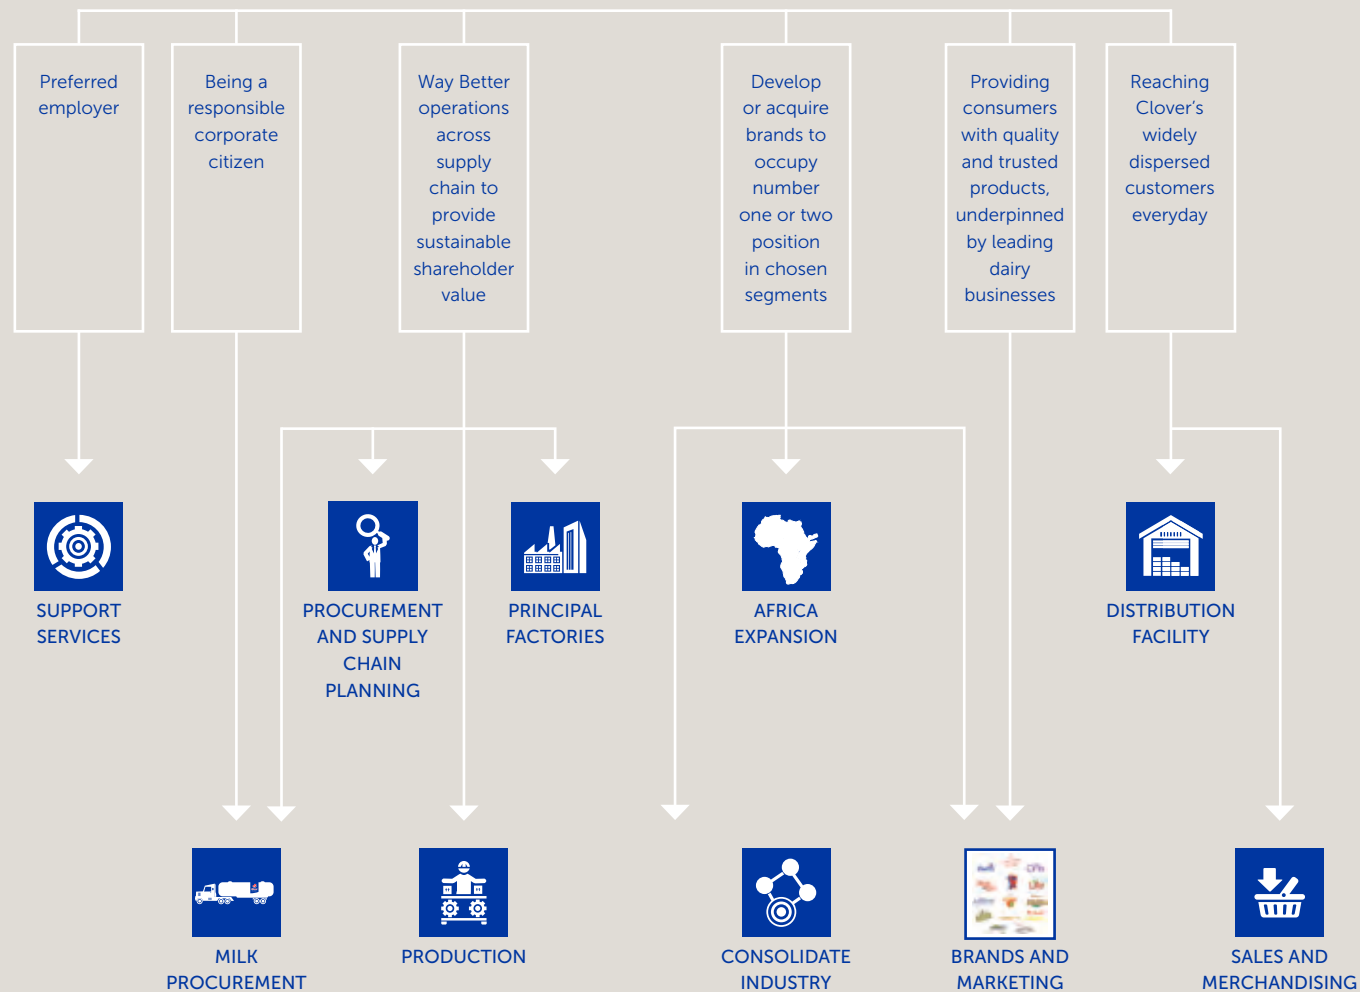 Preferred
employer
Being a
responsible
corporate
citizen
Way Better
operations
across
supply
chain to
provide
sustainable
shareholder
value
Develop
or acquire
brands to
occupy
number
one or two
position
in chosen
segments
Providing
consumers
with quality
and trusted
products,
underpinned
by leading
dairy
businesses
Reaching
Clover’s
widely
dispersed
customers
everyday
SUPPORT
SERVICES
PROCUREMENT
AND SUPPLY
CHAIN
PLANNING
PRINCIPAL
FACTORIES
AFRICA
EXPANSION
DISTRIBUTION
FACILITY
MILK
PROCUREMENT
PRODUCTION
CONSOLIDATE
INDUSTRY
BRANDS AND
MARKETING
SALES AND
MERCHANDISING